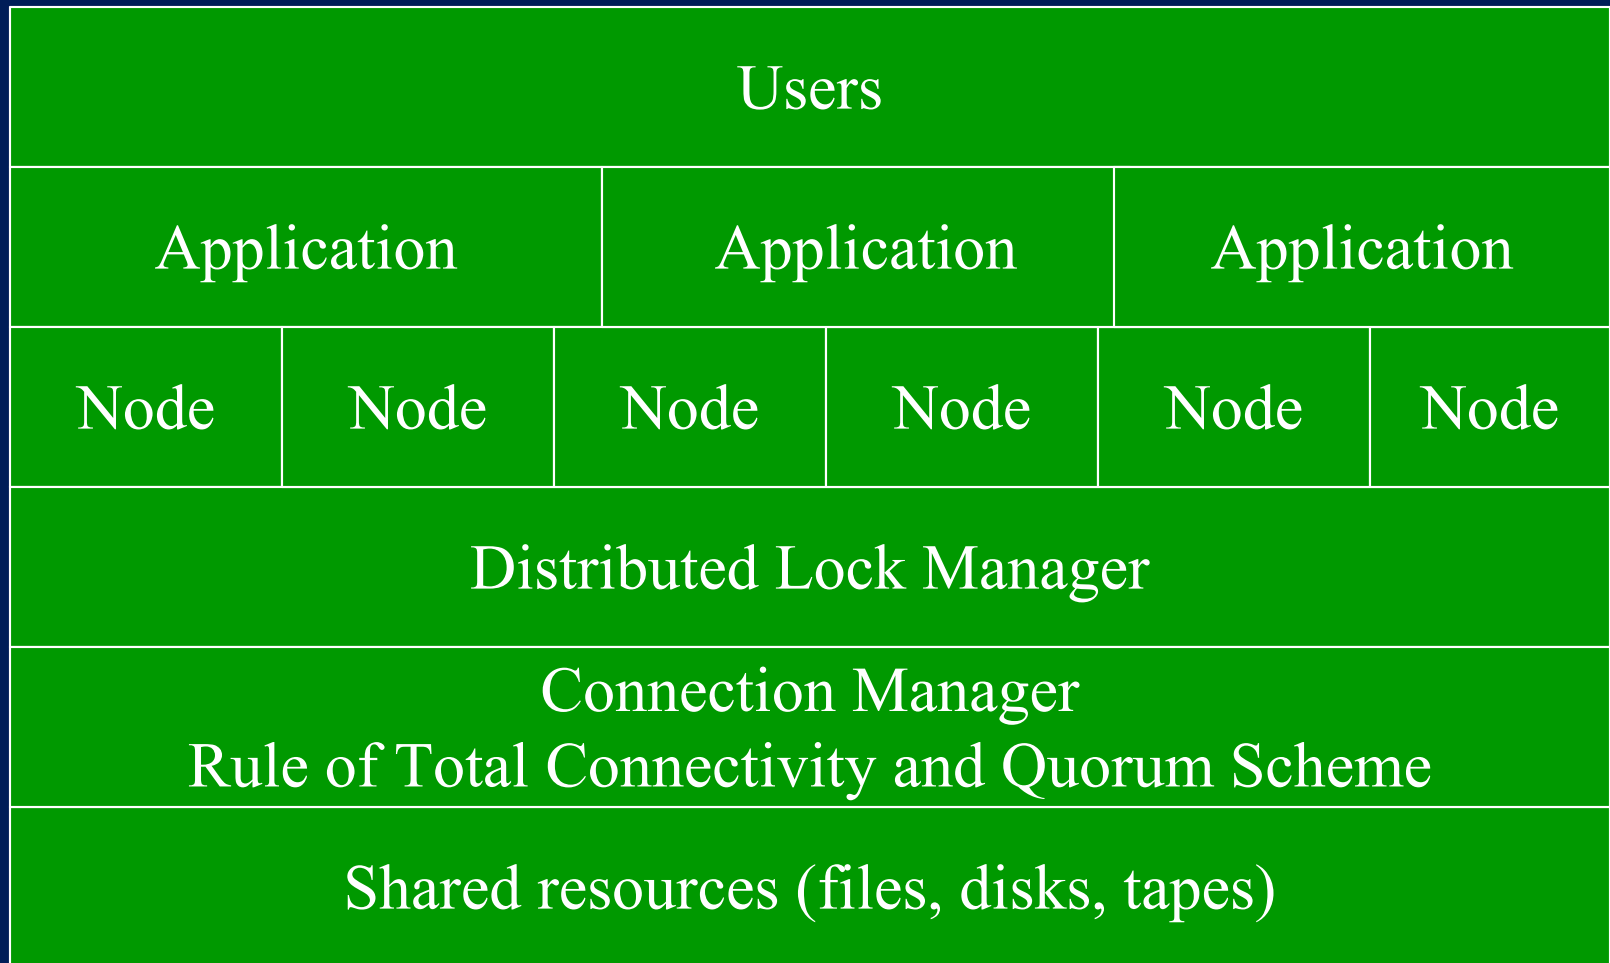 Users
Application Application Application
Node Node Node Node Node Node
Distributed Lock Manager
Connection Manager
Rule of Total Connectivity and Quorum Scheme
Shared resources (files, disks, tapes)